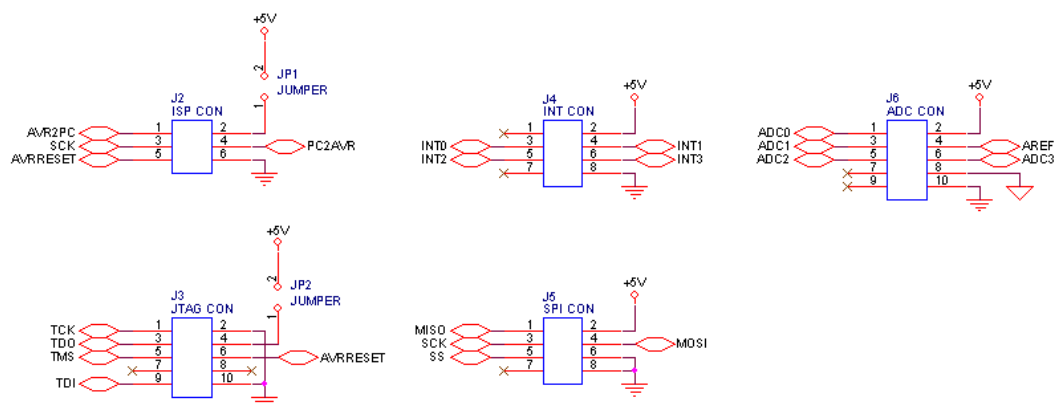 +5V
2
JP1
JUMPER
1
J2
ISP CON
AVR2PC 1 2
SCK 3 4 PC2AVR
AVRRESET 5 6
+5V
J4
INT CON
1 2
INT0 3 4 INT1
INT2 5 6 INT3
7 8
+5V
J6
ADC CON
ADC0 1 2
ADC1 3 4 AREF
ADC2 5 6 ADC3
7 8
9 10
+5V
2
JP2
JUMPER
1
J3
JTAG CON
TCK 1 2
TDO 3 4
TMS 5 6 AVRRESET
7 8
TDI 9 10
+5V
J5
SPI CON
MISO 1 2
SCK 3 4 MOSI
SS 5 6
7 8